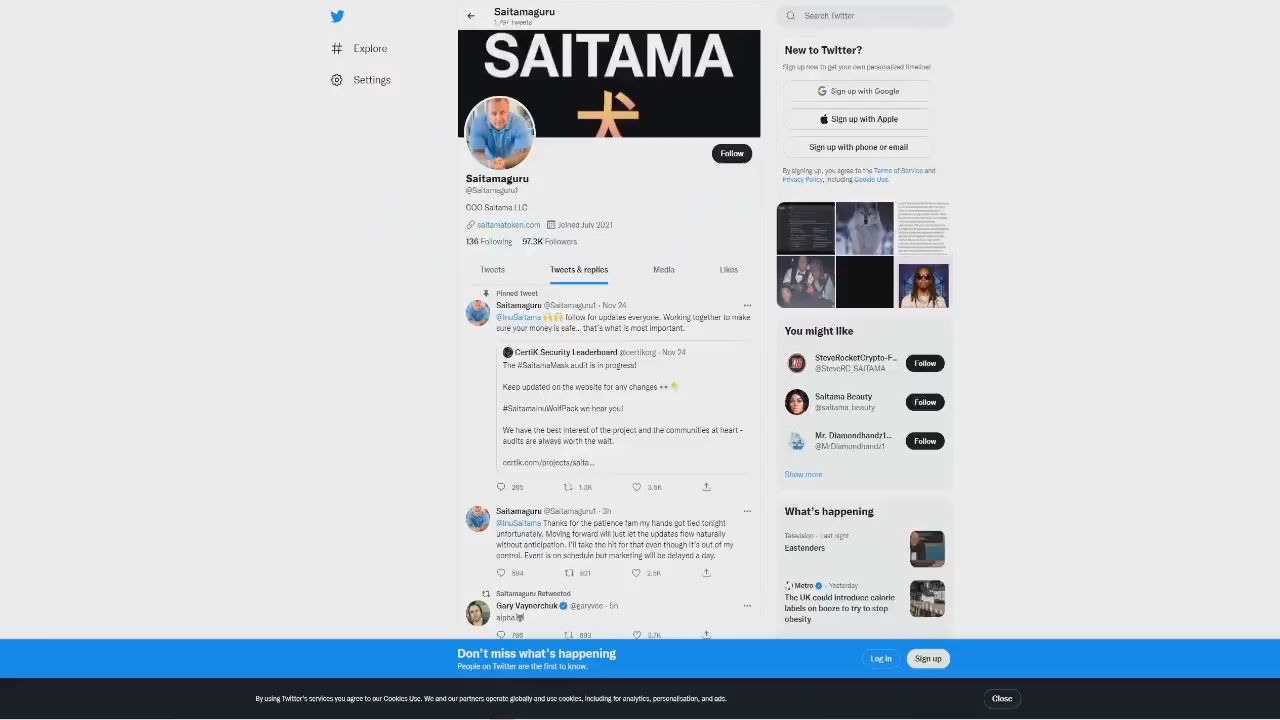 Saitamaguru
1,797 Tweets
Search Twitter
Explore
Settings
SAITAMA
犬
Follow
Saitamaguru
@Saitamaguru1
COO Saitama LLC
saitamatoken.com Joined July 2021
136 Following 97.3K Followers
Tweets Tweets & replies Media Likes
Pinned Tweet
Saitamaguru @Saitamaguru1 · Nov 24
@InuSaitama 🙌🙌 follow for updates everyone. Working together to make
sure your money is safe... that's what is most important.
CertiK Security Leaderboard @certikorg · Nov 24
The #SaitamaMask audit is in progress!
Keep updated on the website for any changes 👀
#SaitamaInuWolfPack we hear you!
We have the best interest of the project and the communities at heart -
audits are always worth the wait.
certik.com/projects/saita...
265 1.3K 3.6K
Saitamaguru @Saitamaguru1 · 3h
@InuSaitama Thanks for the patience fam my hands got tied tonight
unfortunately. Moving forward will just let the updates flow naturally
without anticipation. I'll take the hit for that even though it's out of my
control. Event is on schedule but marketing will be delayed a day.
594 821 2.5K
Saitamaguru Retweeted
Gary Vaynerchuk @garyvee · 5h
alpha🐺
796 693 3.7K
New to Twitter?
Sign up now to get your own personalized timeline!
Sign up with Google
Sign up with Apple
Sign up with phone or email
By signing up, you agree to the Terms of Service and
Privacy Policy, including Cookie Use.
You might like
SteveRocketCrypto-F...
@SteveRC_SAITAMA
Follow
Saitama Beauty
@saitama_beauty
Follow
Mr. Diamondhandz1...
@MrDiamondhandz1
Follow
Show more
What's happening
Television · Last night
Eastenders
Metro · Yesterday
The UK could introduce calorie
labels on booze to try to stop
obesity
Don't miss what's happening
People on Twitter are the first to know.
Log in
Sign up
By using Twitter's services you agree to our Cookies Use. We and our partners operate globally and use cookies, including for analytics, personalisation, and ads.
Close